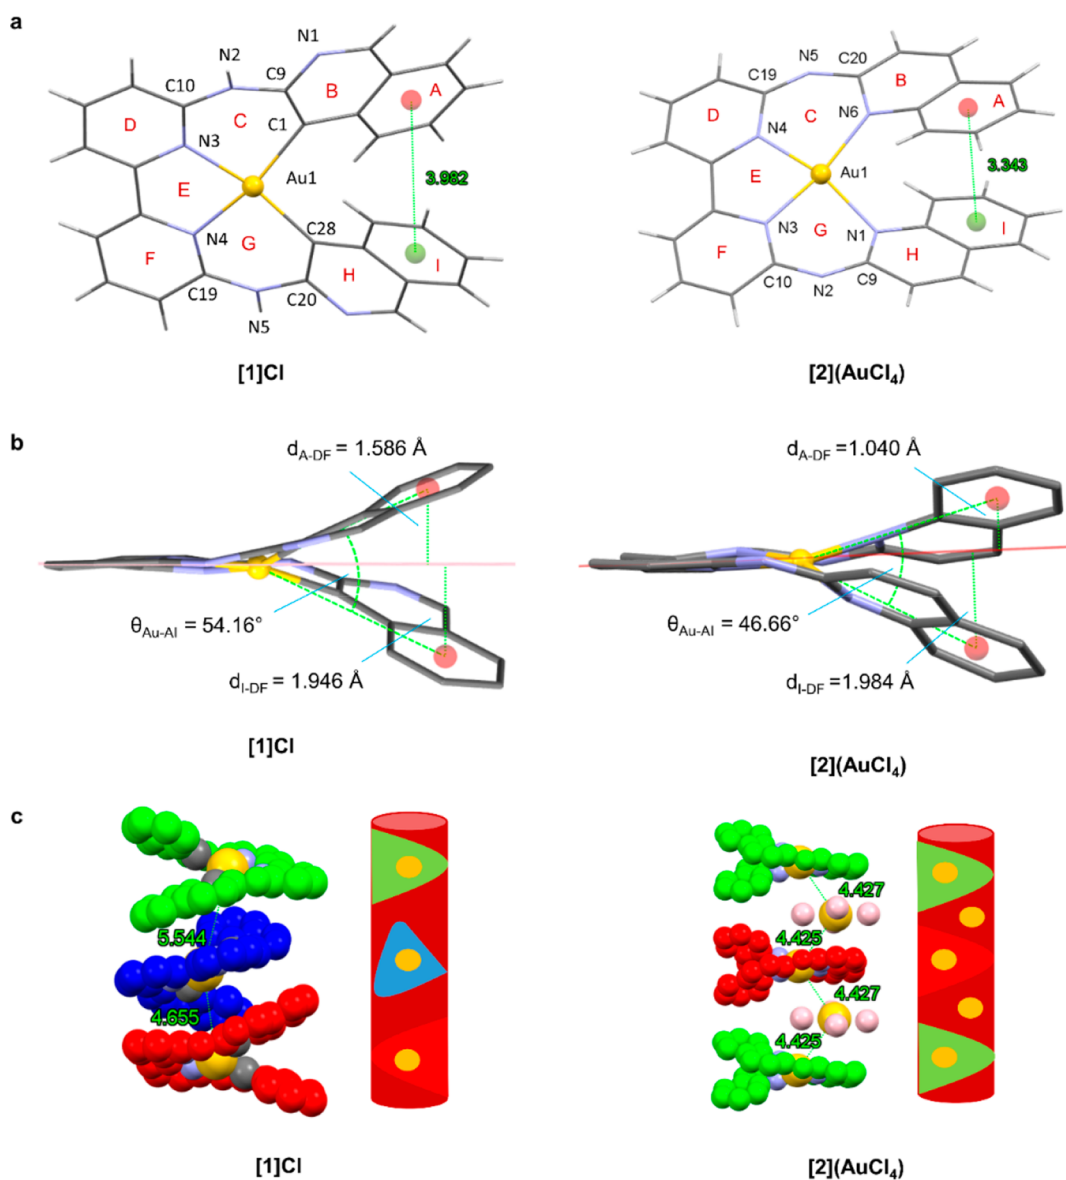 a
N2
N1
C10
C9
B
A
D
C
C1
N3
Au1
3.982
E
N4
G
C28
F
H
I
C19
C20
N5
[1]Cl
N5
C20
C19
B
A
D
C
N6
N4
E
Au1
3.343
N3
G
N1
I
F
H
C10
N2
C9
[2](AuCl4)
b
dA-DF = 1.586 Å
θAu-AI = 54.16°
dI-DF = 1.946 Å
[1]Cl
dA-DF = 1.040 Å
θAu-AI = 46.66°
dI-DF = 1.984 Å
[2](AuCl4)
c
5.544
4.655
[1]Cl
4.427
4.425
4.427
4.425
[2](AuCl4)